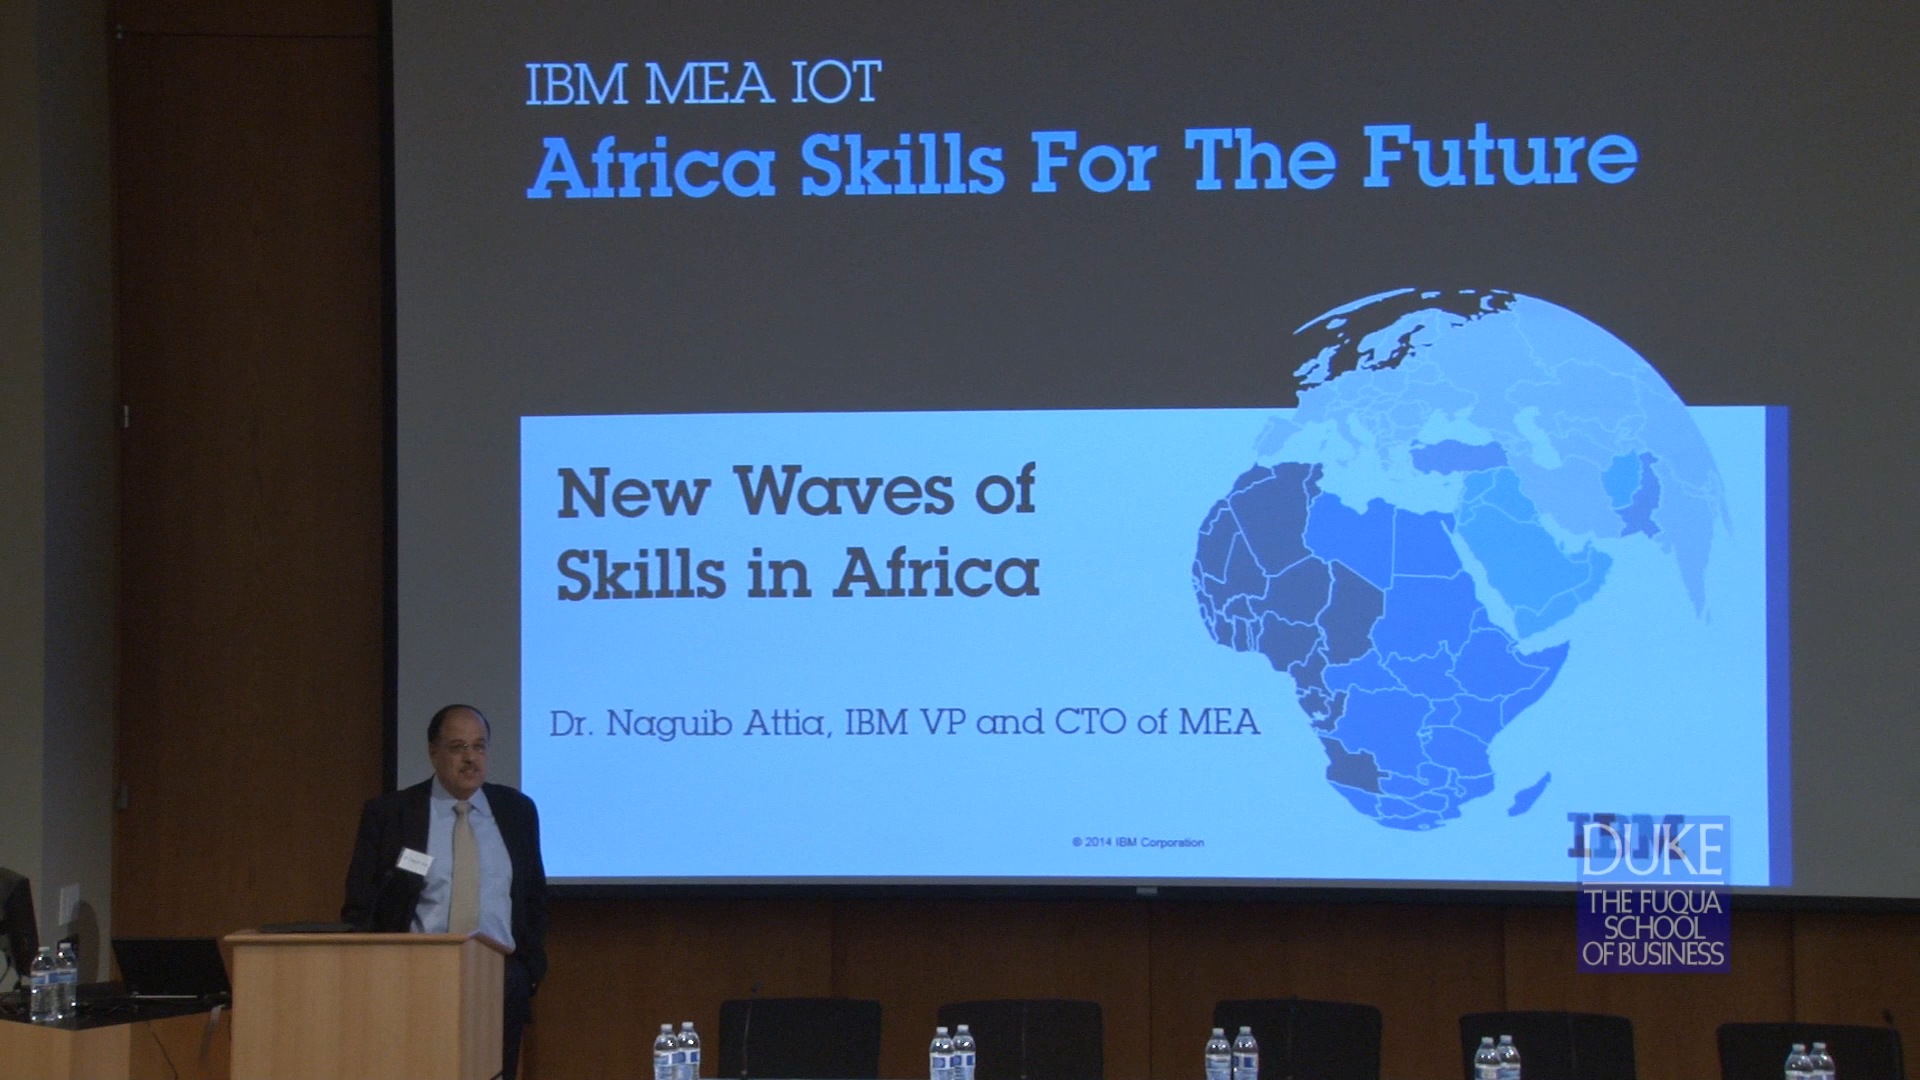 IBM MEA IOT
Africa Skills For The Future
New Waves of
Skills in Africa
Dr. Naguib Attia, IBM VP and CTO of MEA
© 2014 IBM Corporation
IBM
DUKE
THE FUQUA
SCHOOL
OF BUSINESS